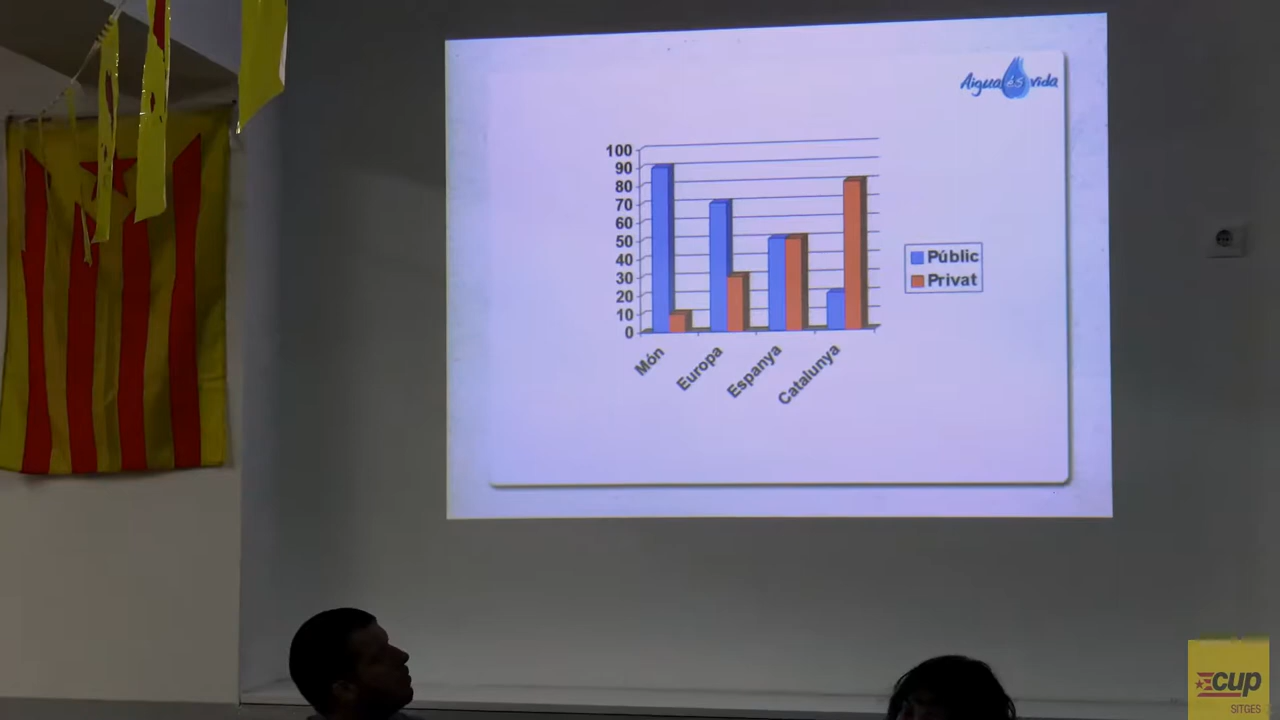 Aigua és vida
100
90
80
70
60
50
40
30
20
10
0
Món
Europa
Espanya
Catalunya
Públic
Privat
cup
SITGES